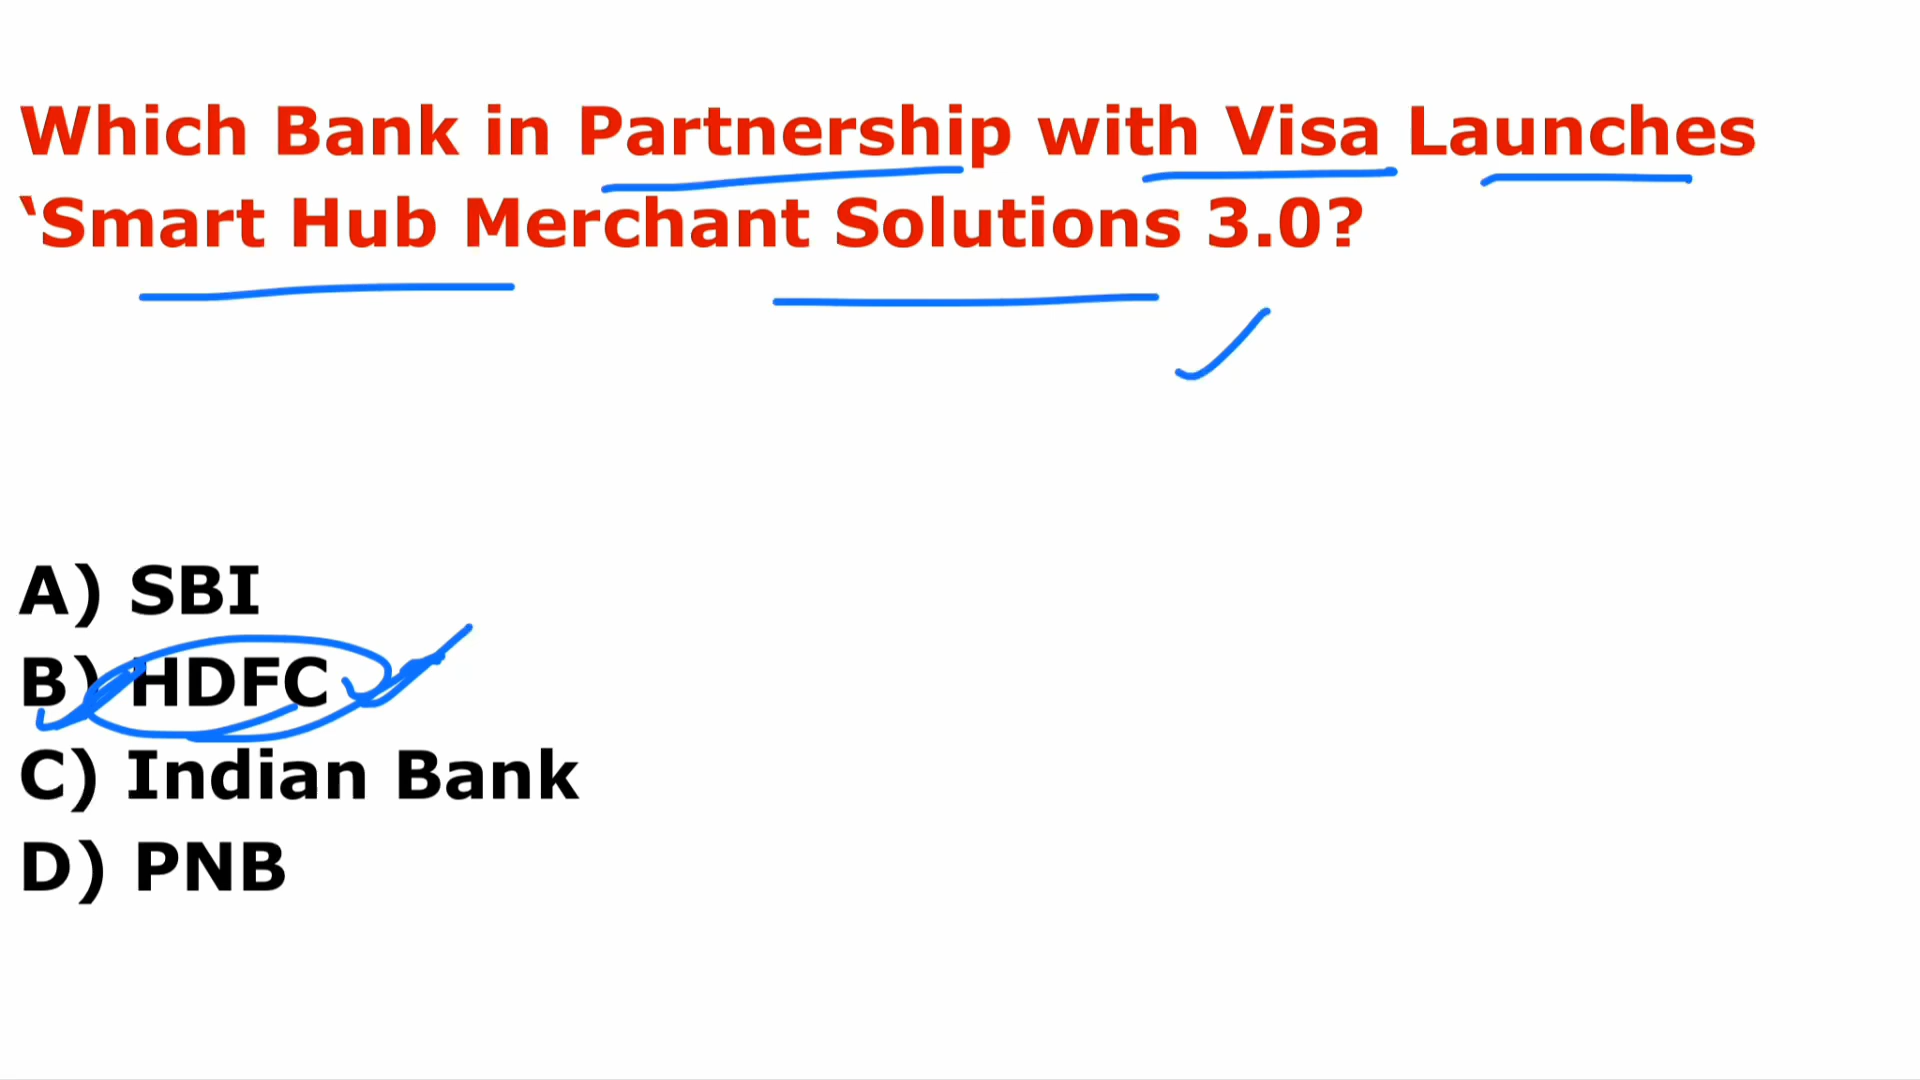 Which Bank in Partnership with Visa Launches
‘Smart Hub Merchant Solutions 3.0?
A) SBI
B) HDFC
C) Indian Bank
D) PNB